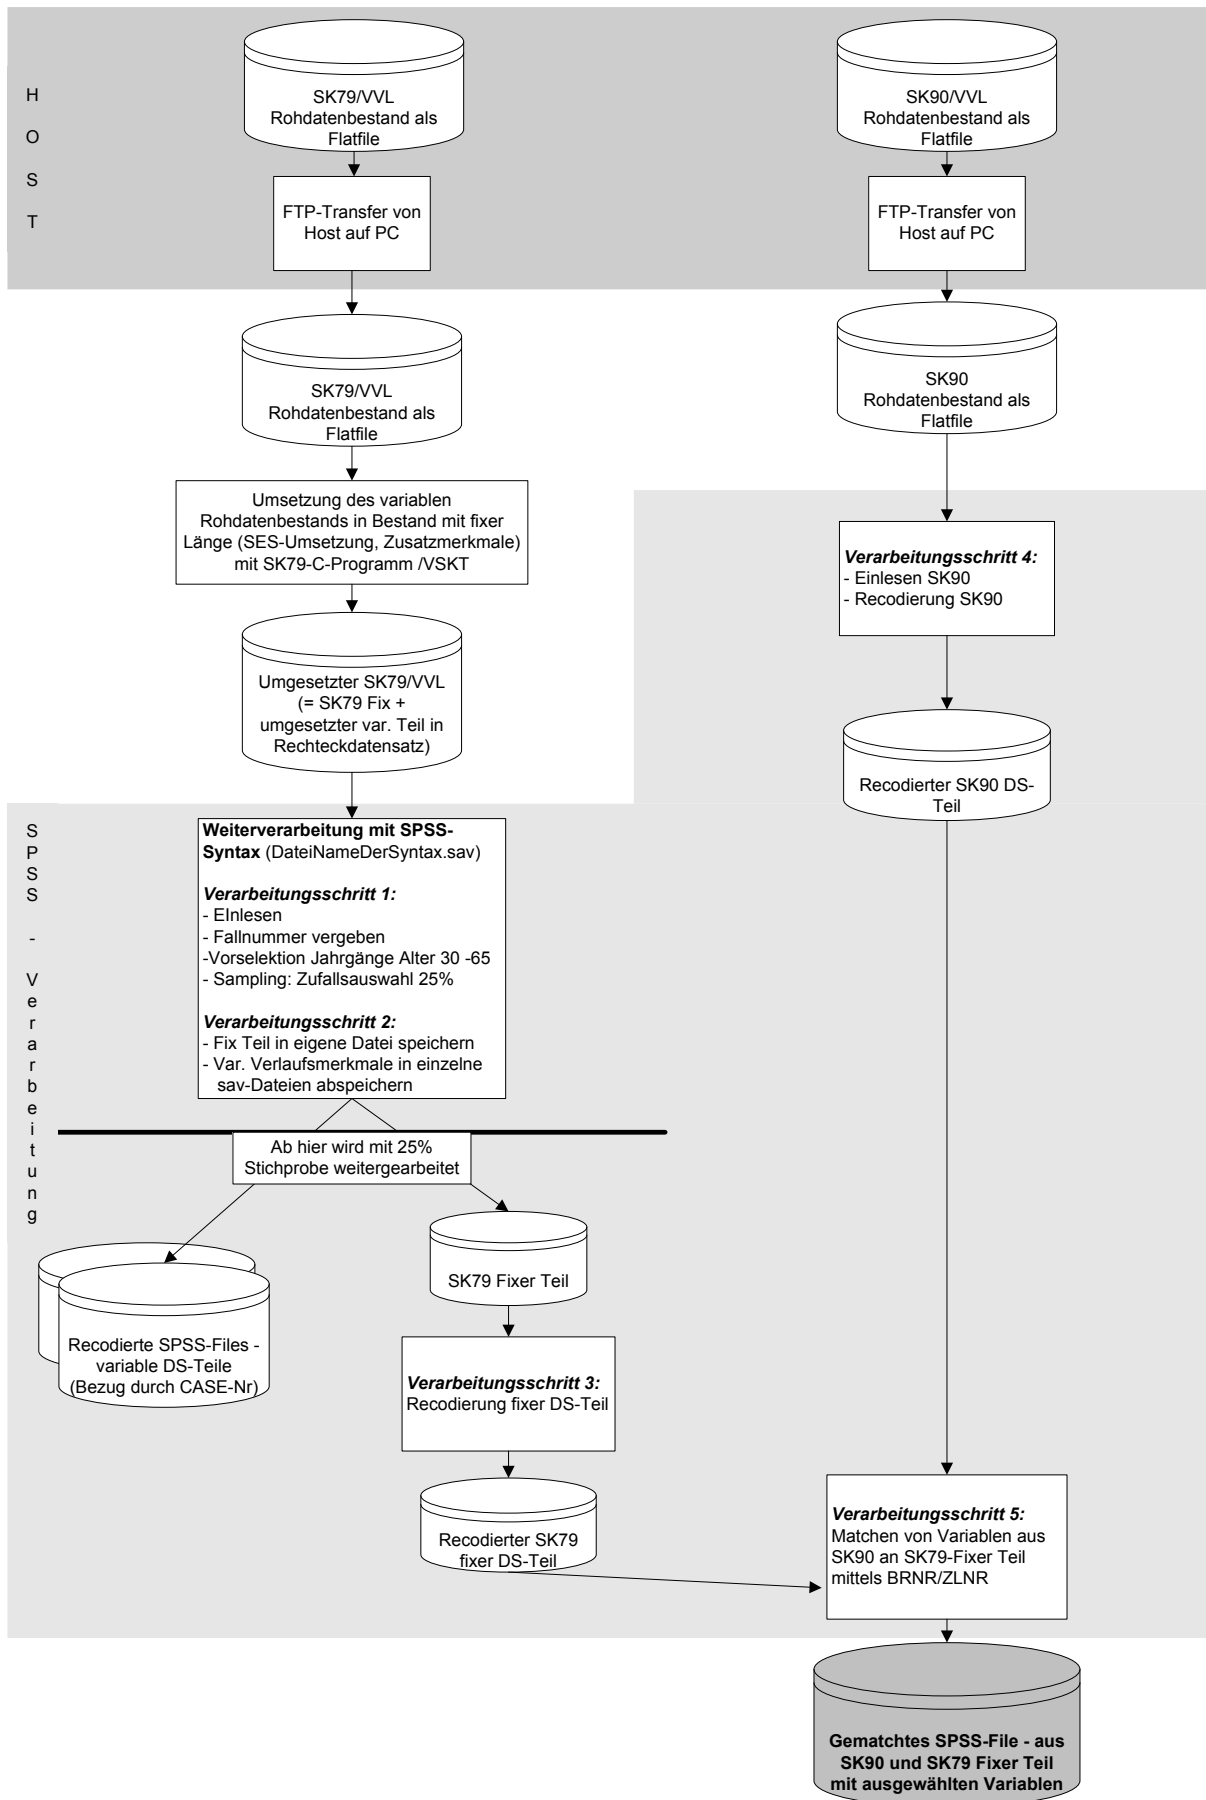 H
O
S
T
SK79/VVL
Rohdatenbestand als
Flatfile
FTP-Transfer von
Host auf PC
SK90/VVL
Rohdatenbestand als
Flatfile
FTP-Transfer von
Host auf PC
SK79/VVL
Rohdatenbestand als
Flatfile
SK90
Rohdatenbestand als
Flatfile
Umsetzung des variablen
Rohdatenbestands in Bestand mit fixer
Länge (SES-Umsetzung, Zusatzmerkmale)
mit SK79-C-Programm /VSKT
Verarbeitungsschritt 4:
- Einlesen SK90
- Recodierung SK90
Umgesetzter SK79/VVL
(= SK79 Fix +
umgesetzter var. Teil in
Rechteckdatensatz)
Recodierter SK90 DS-
Teil
S
P
S
S
-
V
e
r
a
r
b
e
i
t
u
n
g
Weiterverarbeitung mit SPSS-
Syntax (DateiNameDerSyntax.sav)
Verarbeitungsschritt 1:
- EInlesen
- Fallnummer vergeben
-Vorselektion Jahrgänge Alter 30 -65
- Sampling: Zufallsauswahl 25%
Verarbeitungsschritt 2:
- Fix Teil in eigene Datei speichern
- Var. Verlaufsmerkmale in einzelne
sav-Dateien abspeichern
Ab hier wird mit 25%
Stichprobe weitergearbeitet
SK79 Fixer Teil
Recodierte SPSS-Files -
variable DS-Teile
(Bezug durch CASE-Nr)
Verarbeitungsschritt 3:
Recodierung fixer DS-Teil
Recodierter SK79
fixer DS-Teil
Verarbeitungsschritt 5:
Matchen von Variablen aus
SK90 an SK79-Fixer Teil
mittels BRNR/ZLNR
Gematchtes SPSS-File - aus
SK90 und SK79 Fixer Teil
mit ausgewählten Variablen